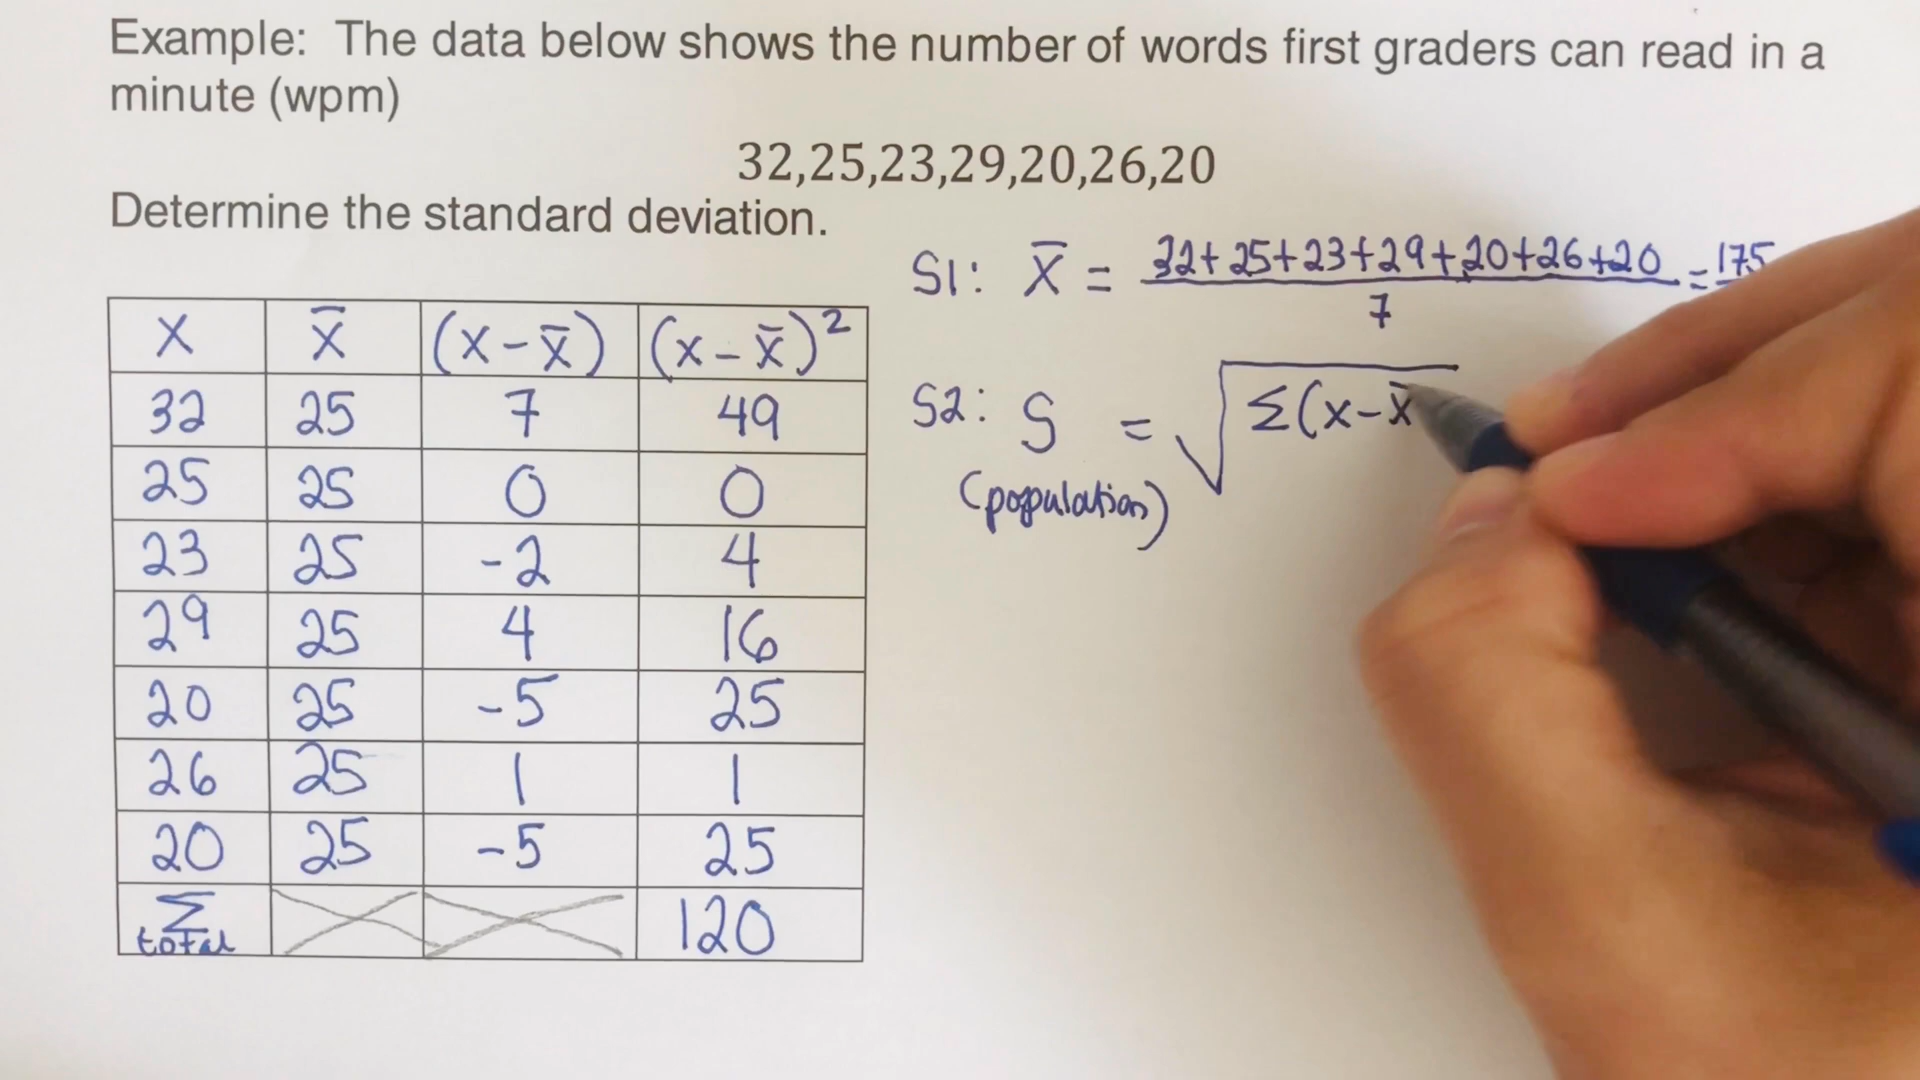 Example: The data below shows the number of words first graders can read in a
minute (wpm)
32,25,23,29,20,26,20
Determine the standard deviation.
S1: x̄ = 32+25+23+29+20+26+20 = 175
7
S2: S = √Σ(x-x̄
(population)
x x̄ (x-x̄) (x-x̄)²
32 25 7 49
25 25 0 0
23 25 -2 4
29 25 4 16
20 25 -5 25
26 25 1 1
20 25 -5 25
Σ 120
total